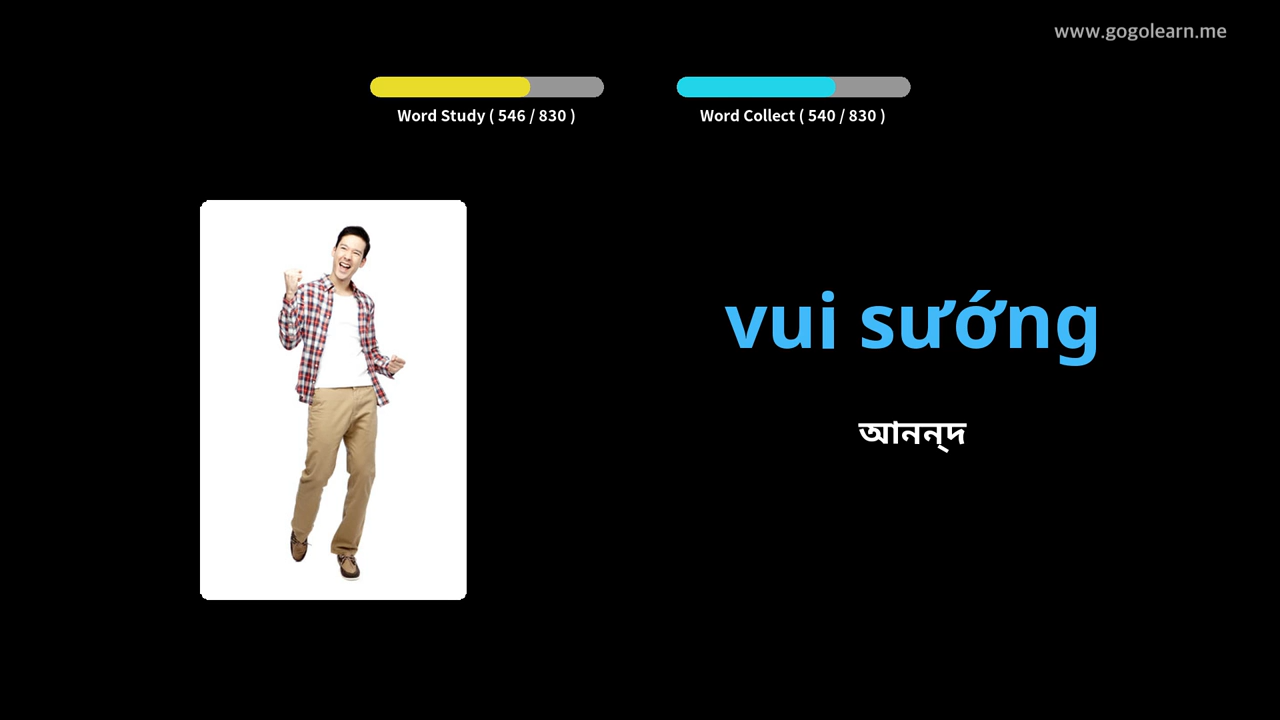 www.gogolearn.me
Word Study ( 546 / 830 )
Word Collect ( 540 / 830 )
vui sướng
আনন্দ